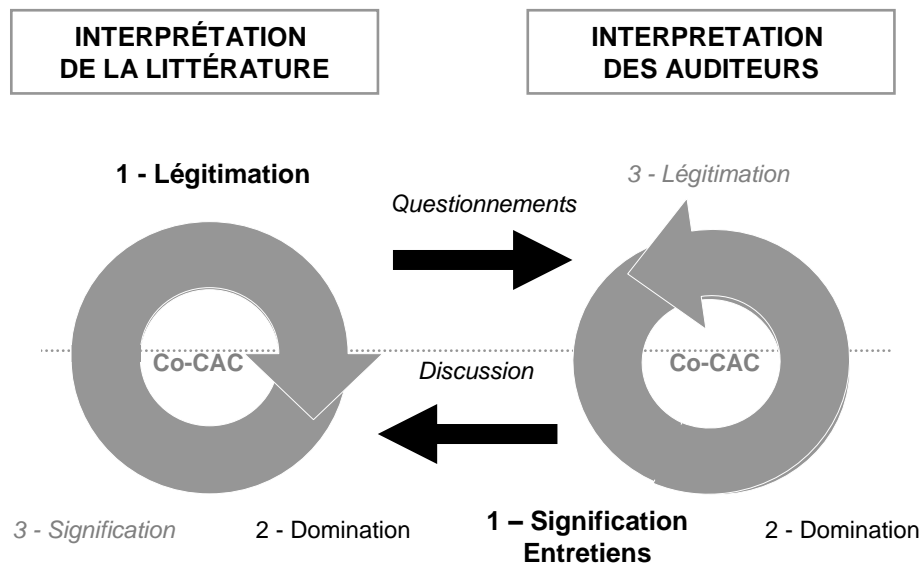 INTERPRÉTATION
DE LA LITTÉRATURE
INTERPRETATION
DES AUDITEURS
1 - Légitimation
3 - Légitimation
Questionnements
Co-CAC
Co-CAC
Discussion
3 - Signification
2 - Domination
1 – Signification
Entretiens
2 - Domination